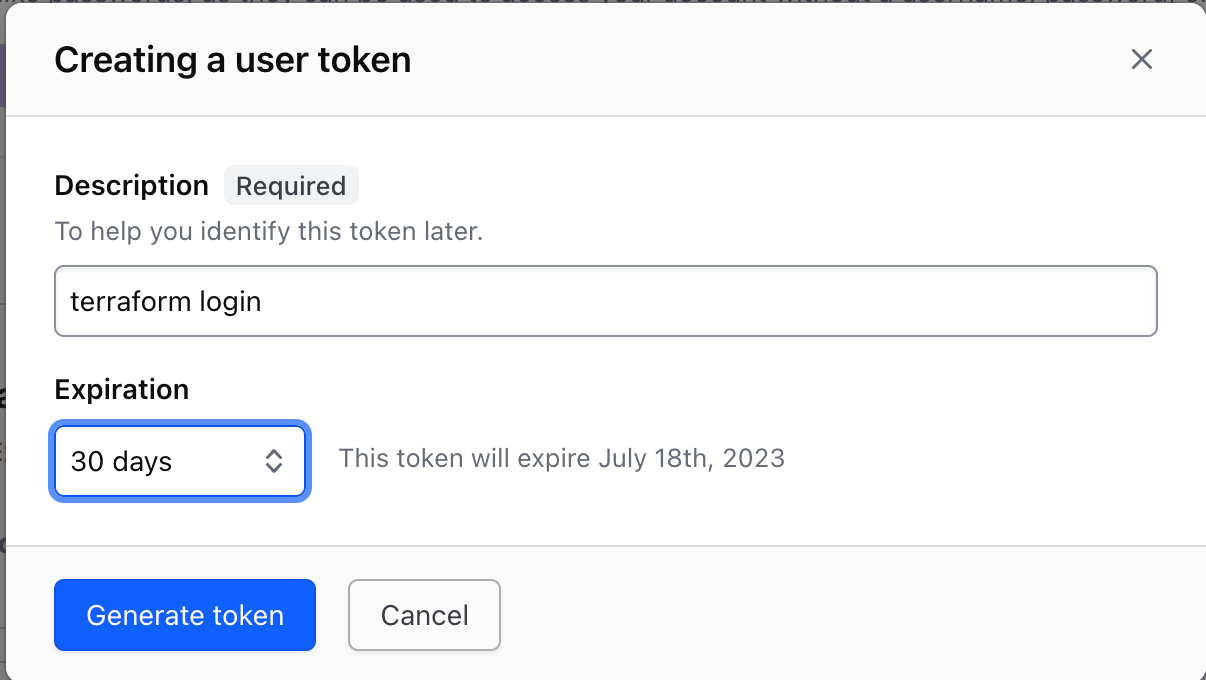 Creating a user token
Description Required
To help you identify this token later.
terraform login
Expiration
30 days This token will expire July 18th, 2023
Generate token Cancel